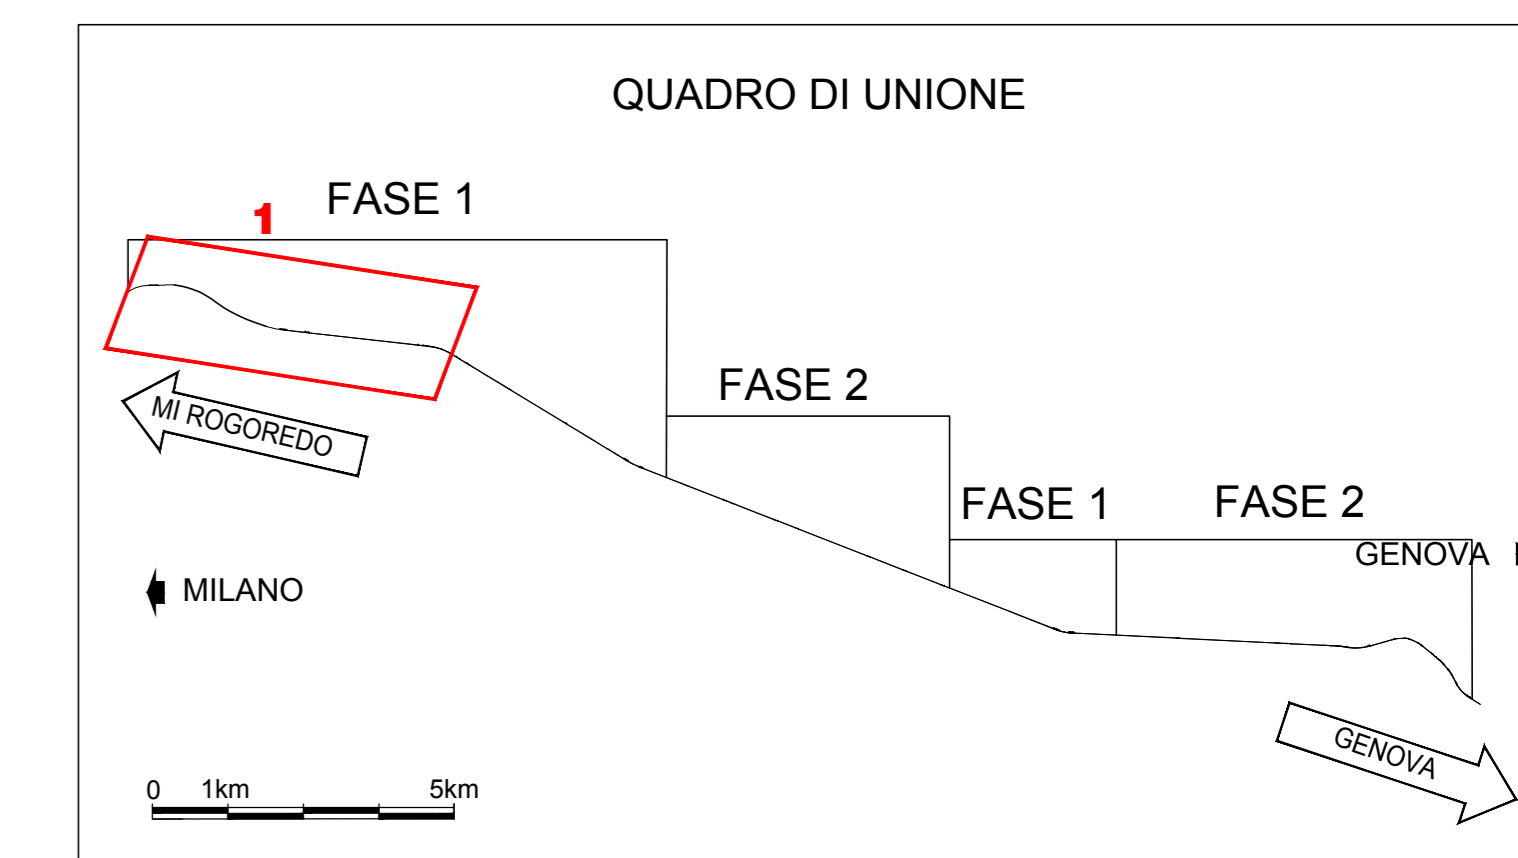 QUADRO DI UNIONE
FASE 1
1
FASE 2
MI ROGOREDO
FASE 1
FASE 2
GENOVA
MILANO
GENOVA
0 1km 5km